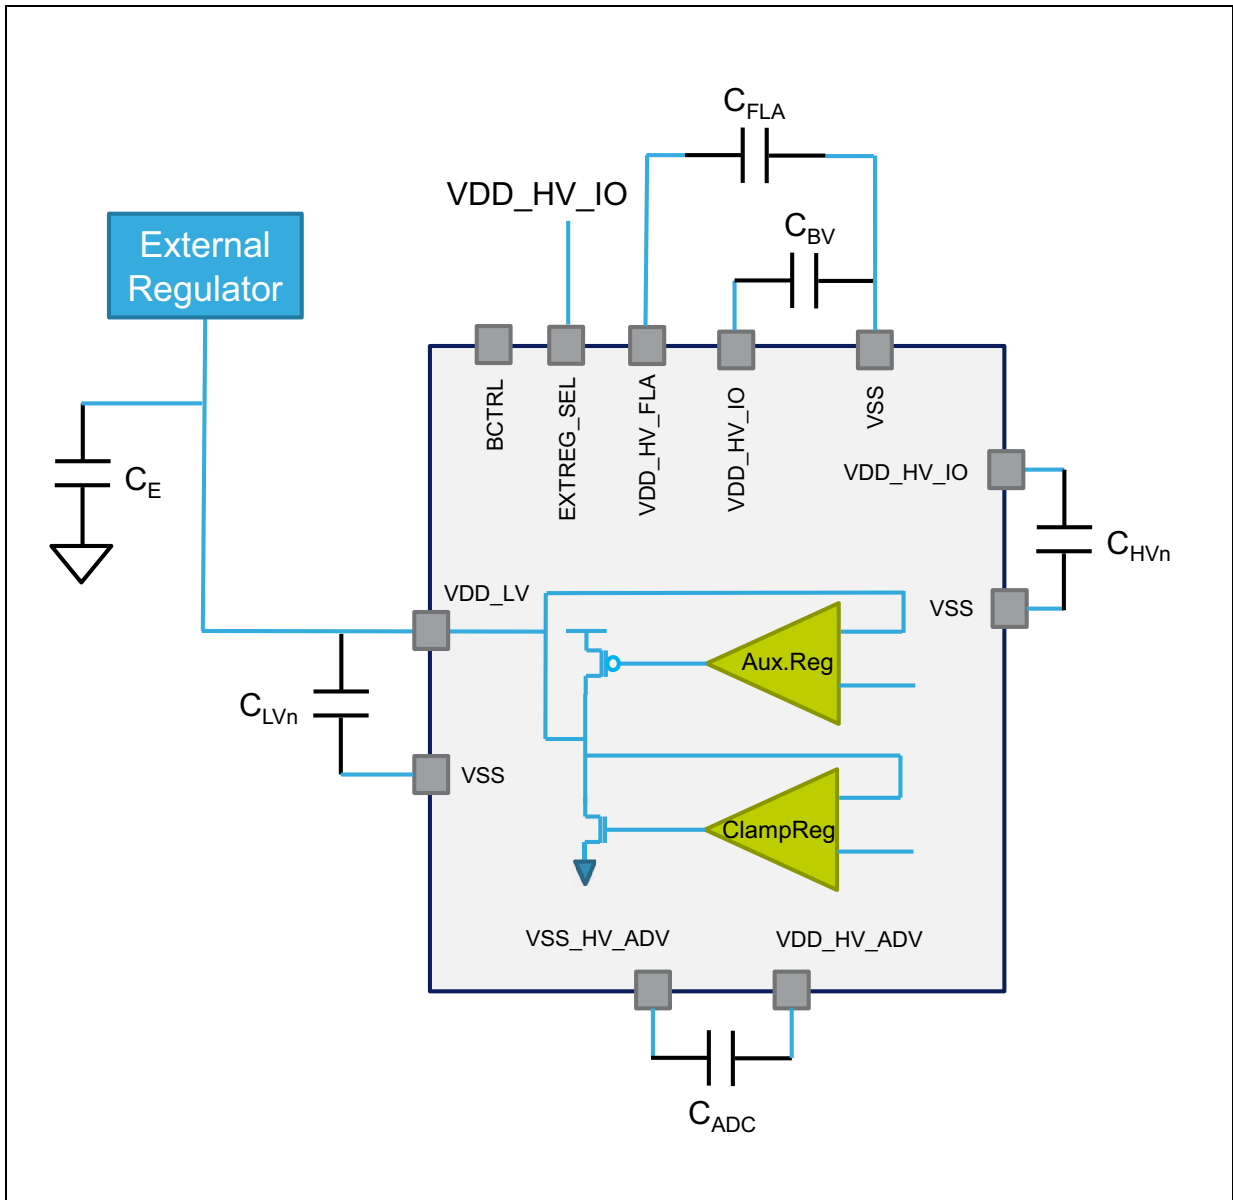 C_FLA
VDD_HV_IO
C_BV
External
Regulator
BCTRL
EXTREG_SEL
VDD_HV_FLA
VDD_HV_IO
VSS
VDD_HV_IO
C_E
C_HVn
VDD_LV
VSS
Aux.Reg
C_LVn
VSS
ClampReg
VSS_HV_ADV
VDD_HV_ADV
C_ADC